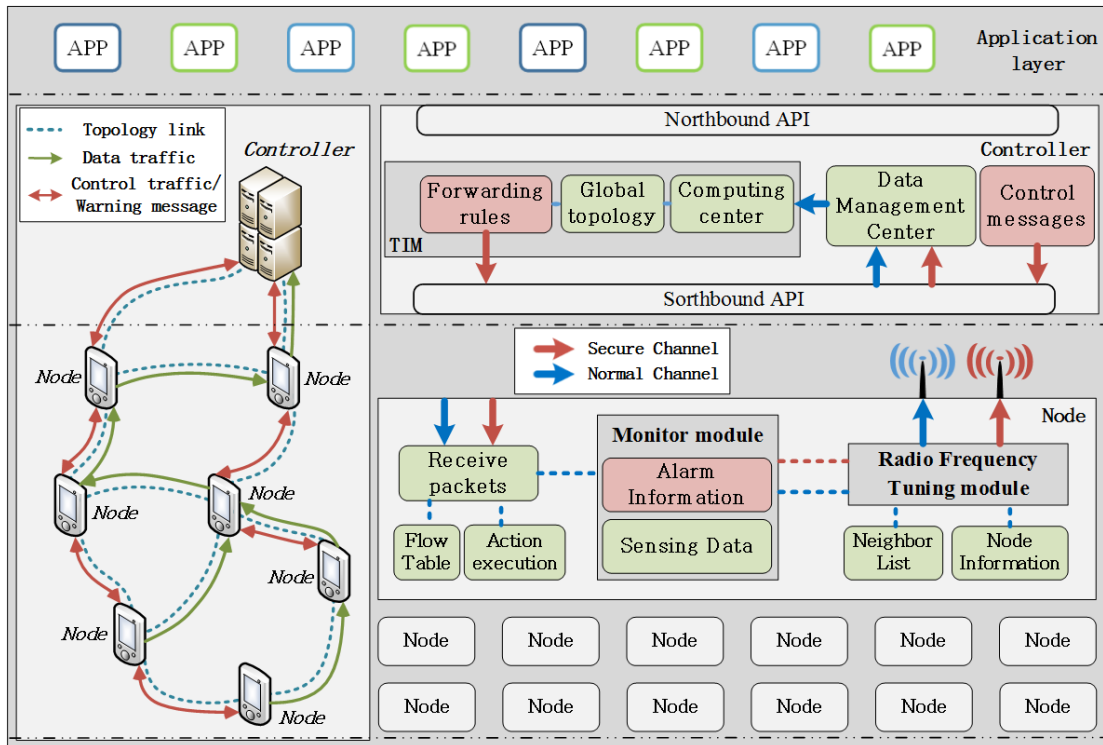 APP APP APP APP APP APP APP APP
Application
layer
Topology link
Data traffic
Control traffic/
Warning message
Controller
Node
Node
Node
Node
Node
Node
Node
Northbound API
Controller
Forwarding
rules
Global
topology
Computing
center
TIM
Data
Management
Center
Control
messages
Sorthbound API
Secure Channel
Normal Channel
Node
Receive
packets
Flow
Table
Action
execution
Monitor module
Alarm
Information
Sensing Data
Radio Frequency
Tuning module
Neighbor
List
Node
Information
Node Node Node Node Node Node
Node Node Node Node Node Node